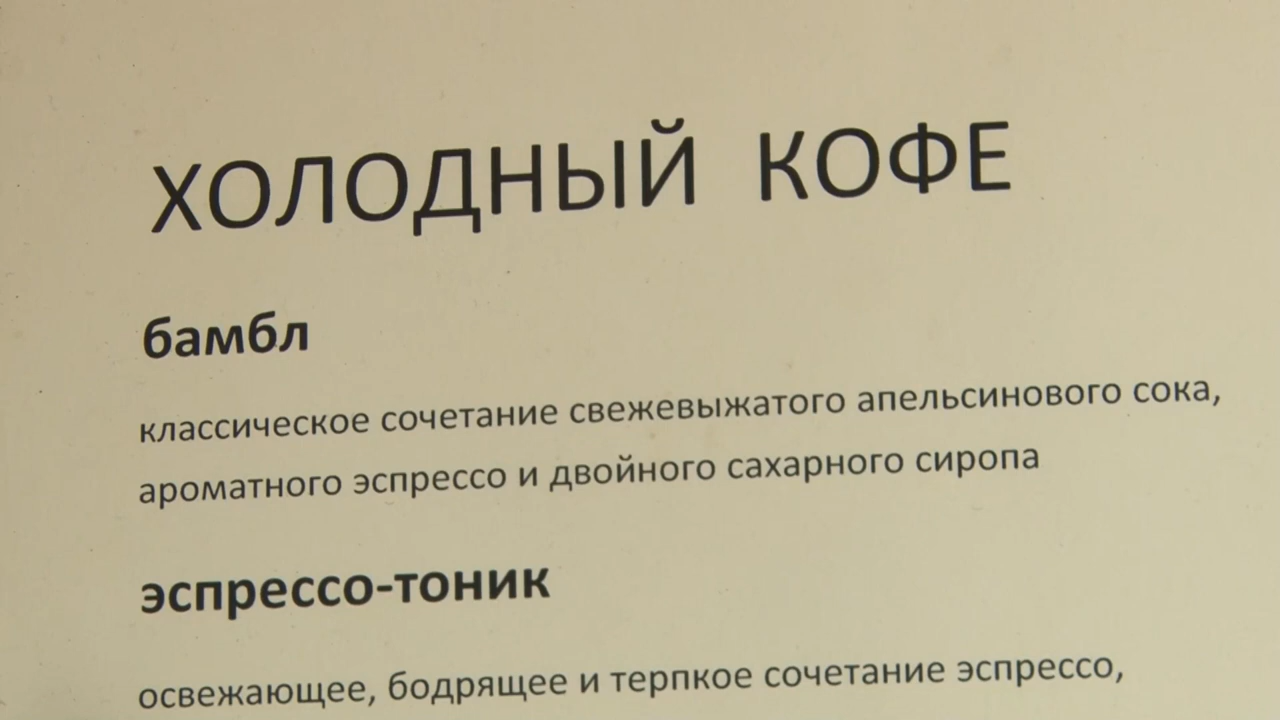 ХОЛОДНЫЙ КОФЕ
бамбл
классическое сочетание свежевыжатого апельсинового сока,
ароматного эспрессо и двойного сахарного сиропа
эспрессо-тоник
освежающее, бодрящее и терпкое сочетание эспрессо,